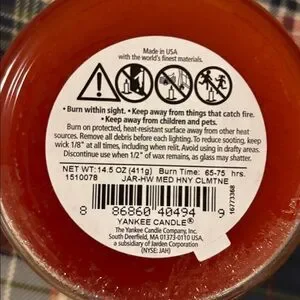 Made in USA
with the world's finest materials.
• Burn within sight. • Keep away from things that catch fire.
• Keep away from children and pets.
Burn on protected, heat-resistant surface away from other heat
sources. Remove all debris before each lighting. To reduce sooting, keep
wick 1/8" at all times, including when relit. Avoid using in drafty areas.
Discontinue use when 1/2" of wax remains, as glass may shatter.
NET WT: 14.5 OZ (411g) Burn Time: 65-75 hrs.
1510078 JAR-HW MED HNY CLMTNE
8 86860 40494 9
16773368
YANKEE CANDLE®
The Yankee Candle Company, Inc.
South Deerfield, MA 01373-0110 USA
a subsidiary of Jarden Corporation
(NYSE: JAH)